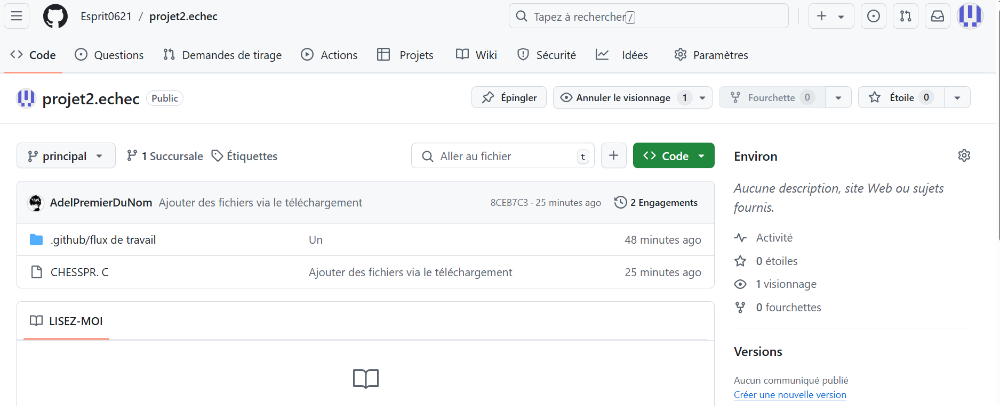 Esprit0621 / projet2.echec Tapez à rechercher /
Code Questions Demandes de tirage Actions Projets Wiki Sécurité Idées Paramètres
projet2.echec Public Épingler Annuler le visionnage 1 Fourchette 0 Étoile 0
principal 1 Succursale Étiquettes Aller au fichier t Code
AdelPremierDuNom Ajouter des fichiers via le téléchargement 8CEB7C3 · 25 minutes ago 2 Engagements
.github/flux de travail Un 48 minutes ago
CHESSPR. C Ajouter des fichiers via le téléchargement 25 minutes ago
LISEZ-MOI
Environ
Aucune description, site Web ou sujets
fournis.
Activité
0 étoiles
1 visionnage
0 fourchettes
Versions
Aucun communiqué publié
Créer une nouvelle version